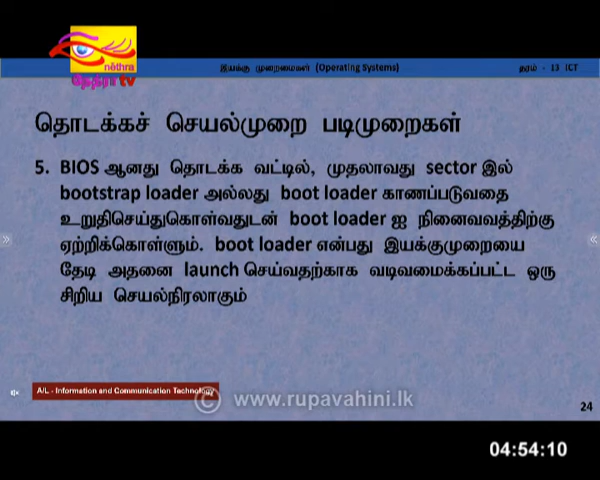 nethra
நேத்ரா tv
இயக்கு முறைமைகள் (Operating Systems)
தரம் - 13 ICT
தொடக்கச் செயல்முறை படிமுறைகள்
5. BIOS ஆனது தொடக்க வட்டில், முதலாவது sector இல்
bootstrap loader அல்லது boot loader காணப்படுவதை
உறுதிசெய்துகொள்வதுடன் boot loader ஐ நினைவவத்திற்கு
ஏற்றிக்கொள்ளும். boot loader என்பது இயக்குமுறையை
தேடி அதனை launch செய்வதற்காக வடிவமைக்கப்பட்ட ஒரு
சிறிய செயல்நிரலாகும்
A/L - Information and Communication Technology
© www.rupavahini.lk
24
04:54:10